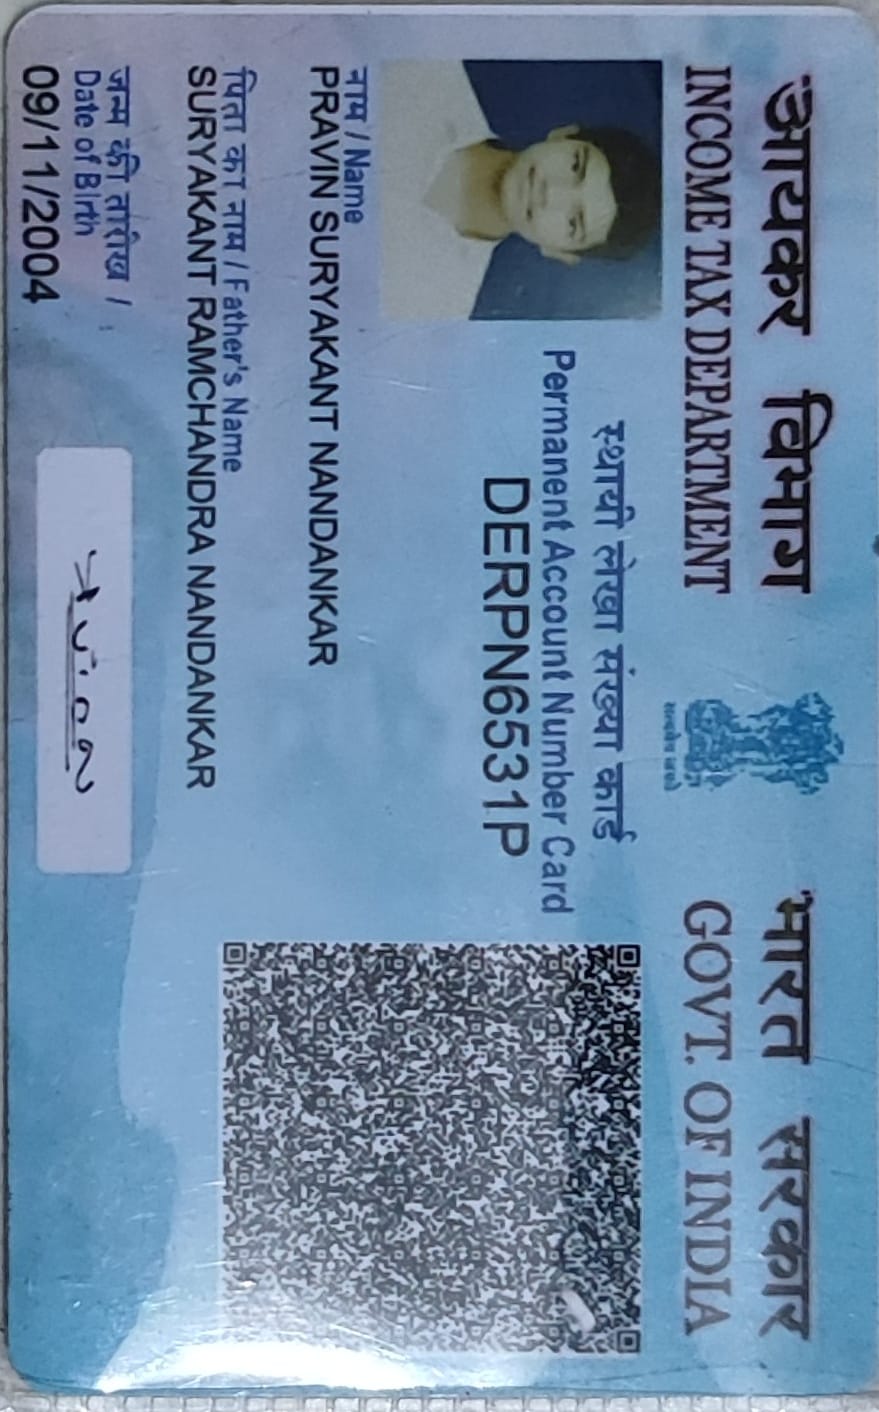 आयकर विभाग
INCOME TAX DEPARTMENT
भारत सरकार
GOVT. OF INDIA
सत्यमेव जयते
स्थायी लेखा संख्या कार्ड
Permanent Account Number Card
DERPN6531P
नाम / Name
PRAVIN SURYAKANT NANDANKAR
पिता का नाम / Father's Name
SURYAKANT RAMCHANDRA NANDANKAR
जन्म की तारीख /
Date of Birth
09/11/2004